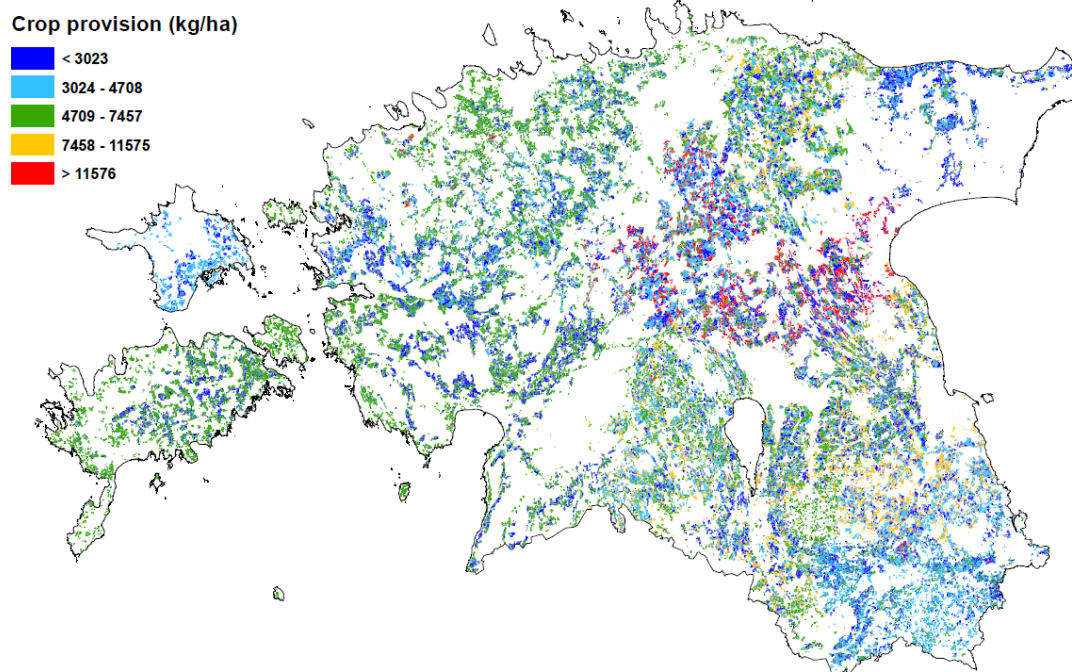 Crop provision (kg/ha)
< 3023
3024 - 4708
4709 - 7457
7458 - 11575
> 11576